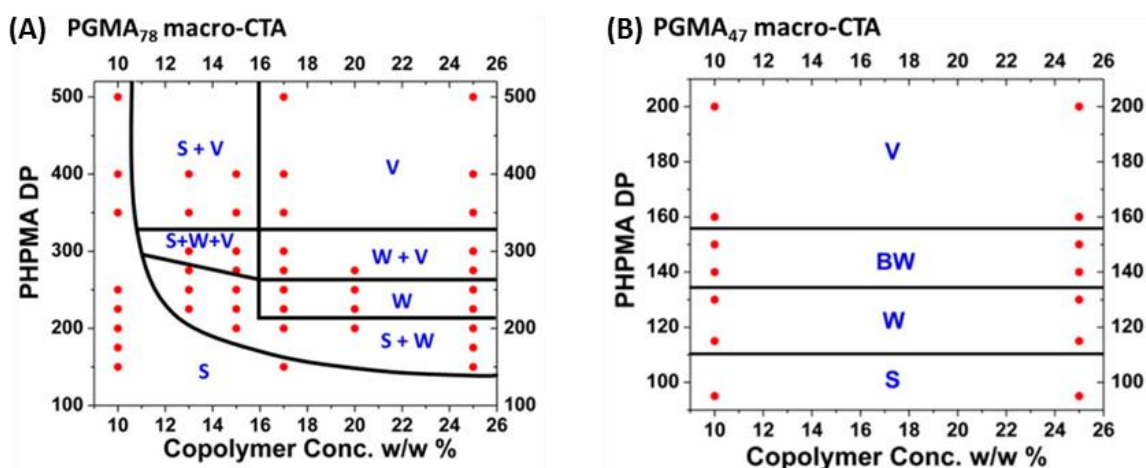 (A) PGMA78 macro-CTA
10 12 14 16 18 20 22 24 26
500 500
S + V
400 V 400
PHPMA DP
S+W+V
300 W + V 300
W
200 S + W 200
S
100 100
10 12 14 16 18 20 22 24 26
Copolymer Conc. w/w %
(B) PGMA47 macro-CTA
10 12 14 16 18 20 22 24 26
200 200
180 V 180
160 160
PHPMA DP
140 BW 140
120 W 120
100 S 100
10 12 14 16 18 20 22 24 26
Copolymer Conc. w/w %